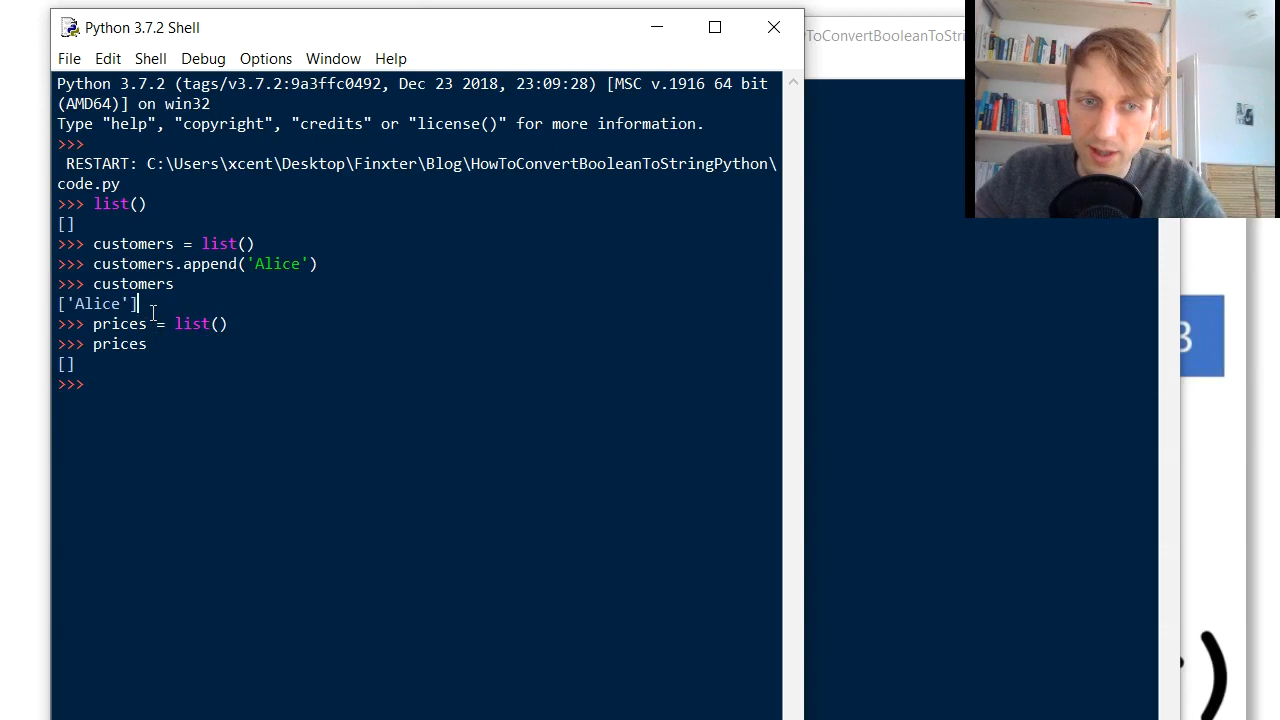 Python 3.7.2 Shell
File Edit Shell Debug Options Window Help
Python 3.7.2 (tags/v3.7.2:9a3ffc0492, Dec 23 2018, 23:09:28) [MSC v.1916 64 bit
(AMD64)] on win32
Type "help", "copyright", "credits" or "license()" for more information.
>>>
RESTART: C:\Users\xcent\Desktop\Finxter\Blog\HowToConvertBooleanToStringPython\
code.py
>>> list()
[]
>>> customers = list()
>>> customers.append('Alice')
>>> customers
['Alice']
>>> prices = list()
>>> prices
[]
>>>
ToConvertBooleanToStri
3
)